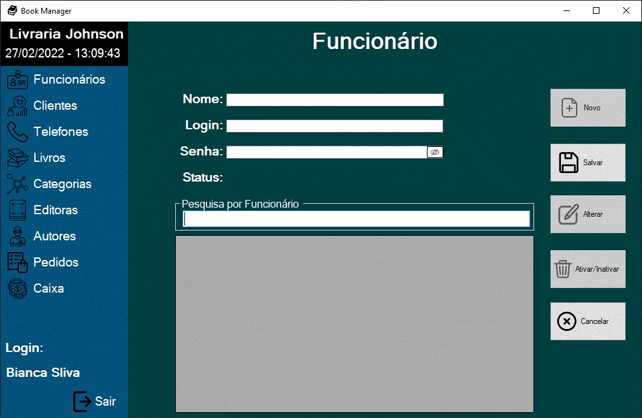 Book Manager
Livraria Johnson
27/02/2022 - 13:09:43
Funcionários
Clientes
Telefones
Livros
Categorias
Editoras
Autores
Pedidos
Caixa
Login:
Bianca Sliva
Sair
Funcionário
Nome:
Login:
Senha:
Status:
Pesquisa por Funcionário
Novo
Salvar
Alterar
Ativar/Inativar
Cancelar